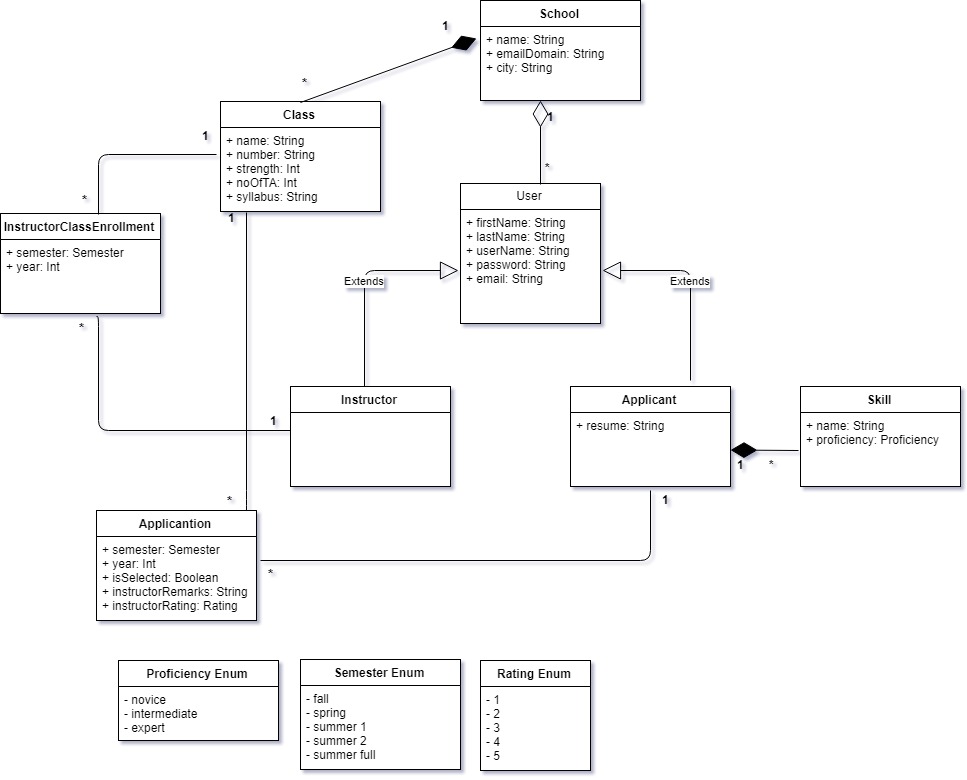 School
+ name: String
+ emailDomain: String
+ city: String
1
*
1
*
Class
+ name: String
+ number: String
+ strength: Int
+ noOfTA: Int
+ syllabus: String
1
*
1
User
+ firstName: String
+ lastName: String
+ userName: String
+ password: String
+ email: String
InstructorClassEnrollment
+ semester: Semester
+ year: Int
*
1
Extends
Extends
Instructor
Applicant
+ resume: String
1
*
Skill
+ name: String
+ proficiency: Proficiency
*
1
*
Applicantion
+ semester: Semester
+ year: Int
+ isSelected: Boolean
+ instructorRemarks: String
+ instructorRating: Rating
Proficiency Enum
- novice
- intermediate
- expert
Semester Enum
- fall
- spring
- summer 1
- summer 2
- summer full
Rating Enum
- 1
- 2
- 3
- 4
- 5